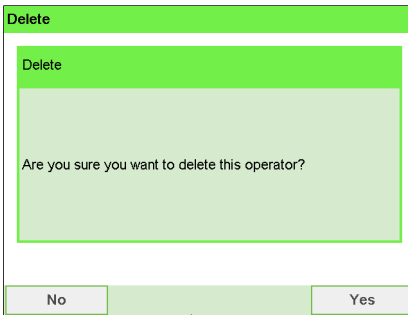 Delete
Delete
Are you sure you want to delete this operator?
No
Yes